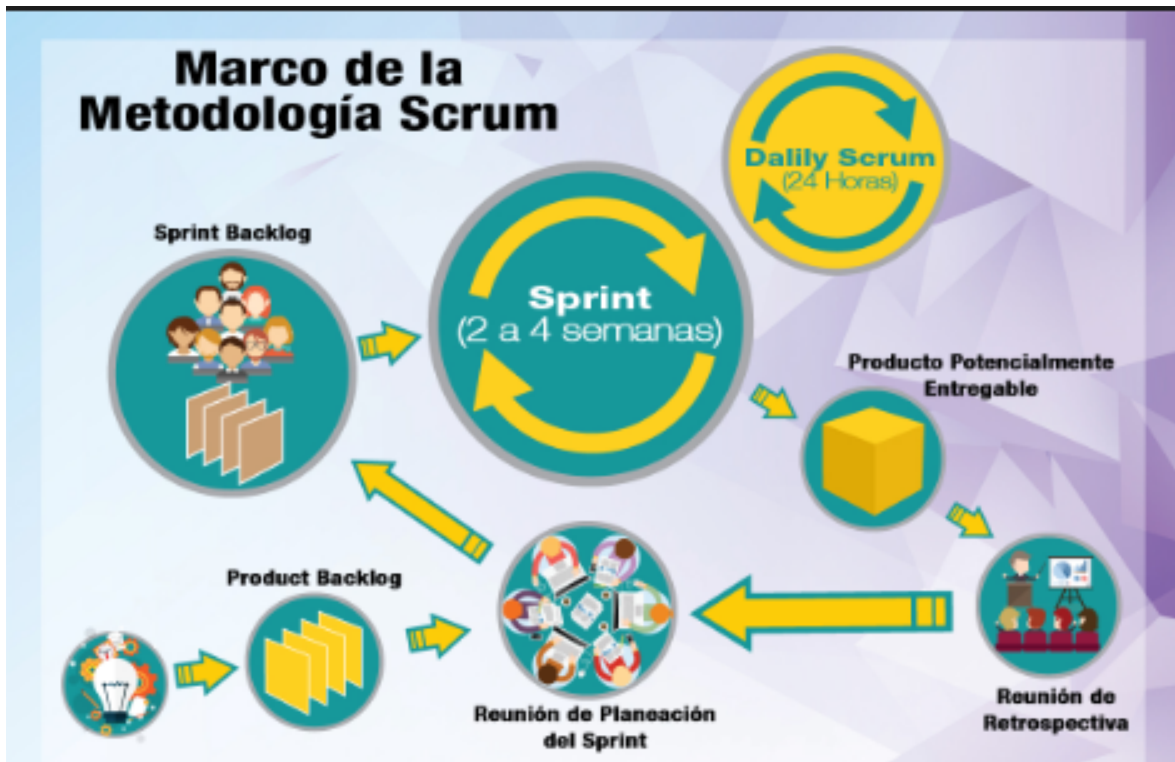 Marco de la
Metodología Scrum
Dalily Scrum
(24 Horas)
Sprint Backlog
Sprint
(2 a 4 semanas)
Producto Potencialmente
Entregable
Product Backlog
Reunión de Planeación
del Sprint
Reunión de
Retrospectiva